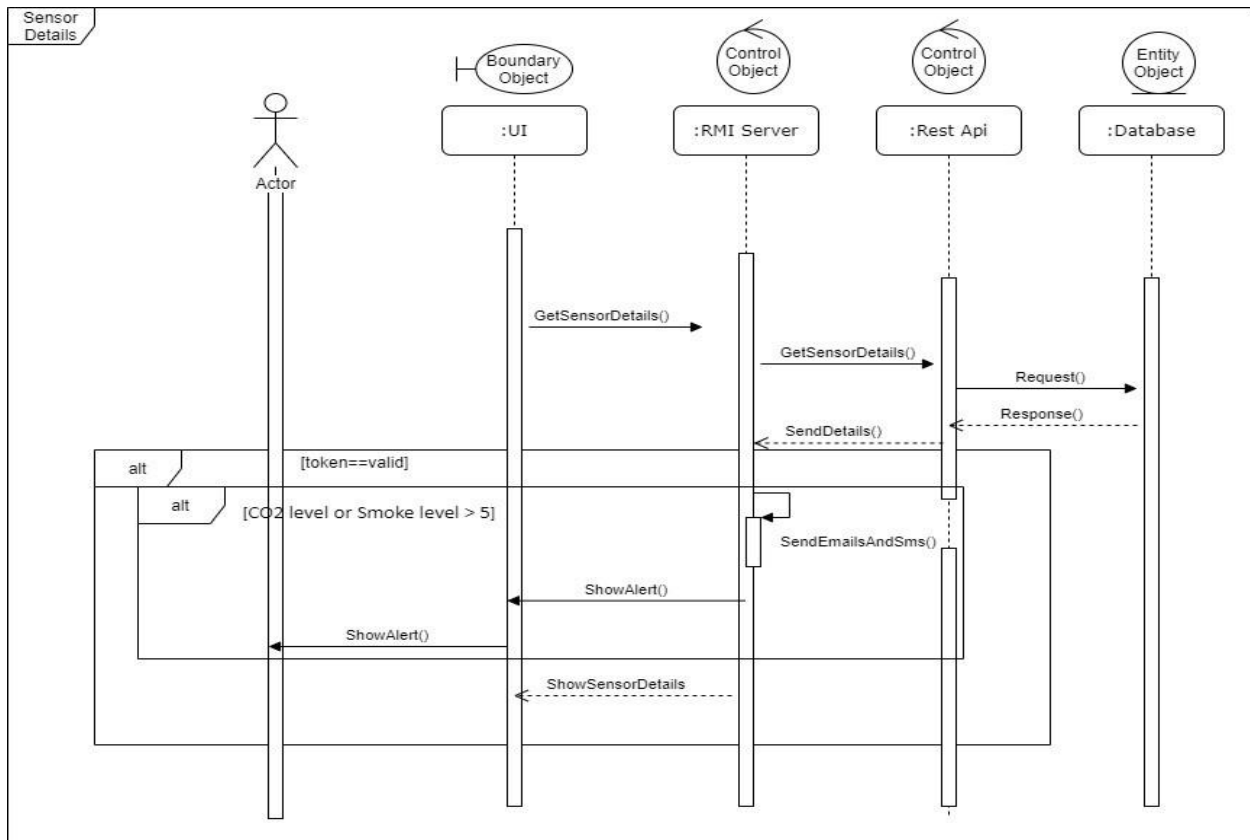 Sensor
Details
Boundary
Object
Control
Object
Control
Object
Entity
Object
:UI
:RMI Server
:Rest Api
:Database
Actor
GetSensorDetails()
GetSensorDetails()
Request()
Response()
SendDetails()
alt
[token==valid]
alt
[CO2 level or Smoke level > 5]
SendEmailsAndSms()
ShowAlert()
ShowAlert()
ShowSensorDetails